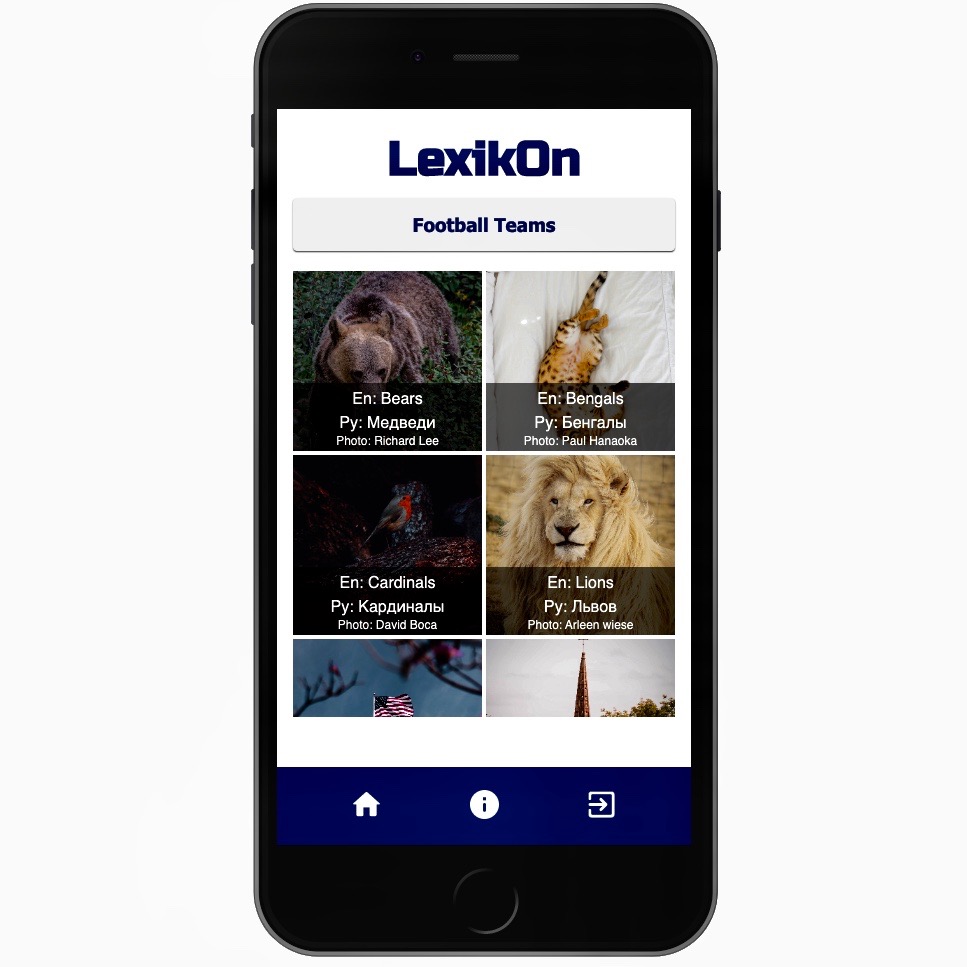 LexikOn
Football Teams
En: Bears
Ру: Медведи
Photo: Richard Lee
En: Bengals
Ру: Бенгалы
Photo: Paul Hanaoka
En: Cardinals
Ру: Кардиналы
Photo: David Boca
En: Lions
Ру: Львов
Photo: Arleen wiese